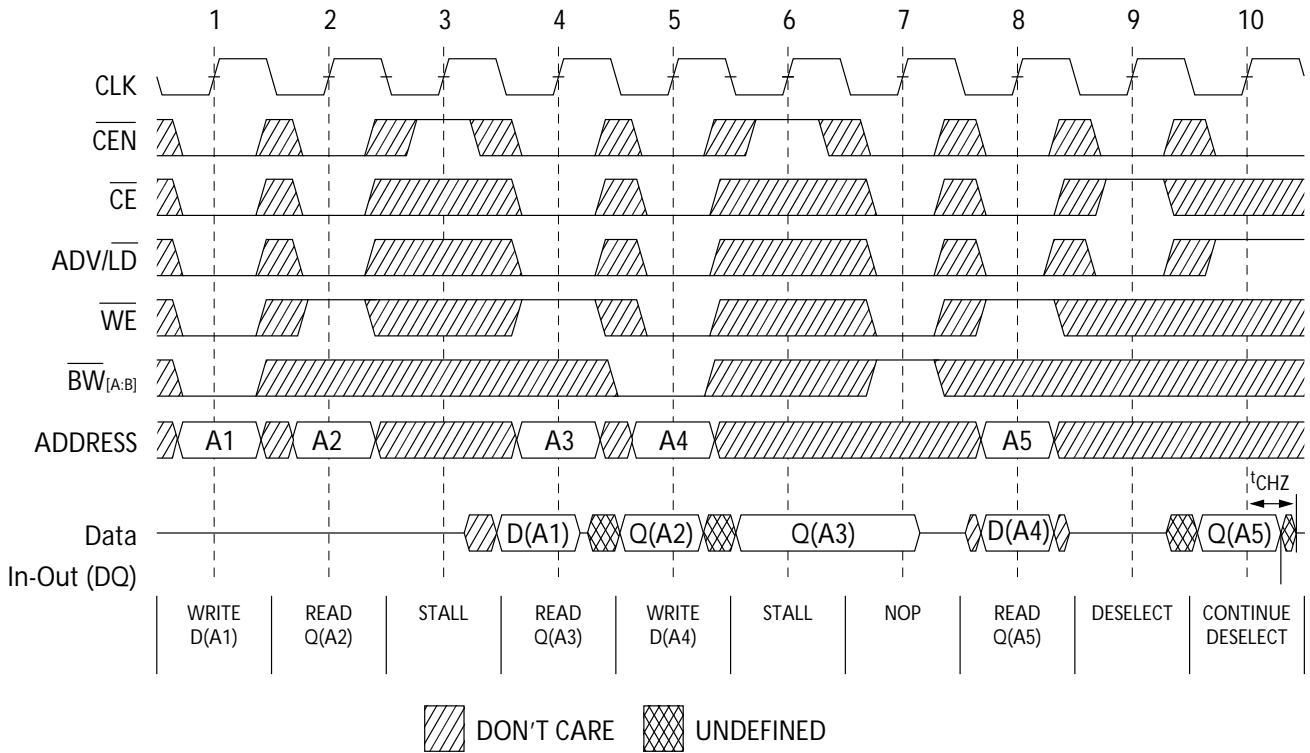 1 2 3 4 5 6 7 8 9 10
CLK
CEN
CE
ADV/LD
WE
BW[A:B]
ADDRESS A1 A2 A3 A4 A5
tCHZ
Data D(A1) Q(A2) Q(A3) D(A4) Q(A5)
In-Out (DQ)
WRITE READ STALL READ WRITE STALL NOP READ DESELECT CONTINUE
D(A1) Q(A2) Q(A3) D(A4) Q(A5) DESELECT
DON'T CARE UNDEFINED